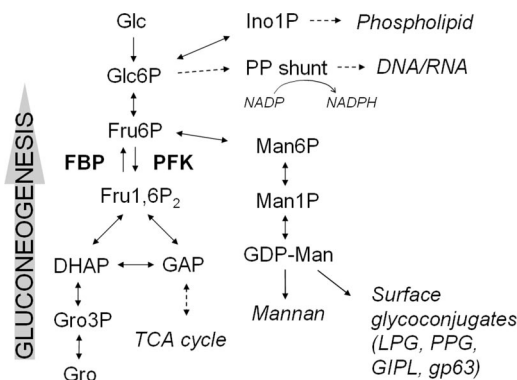 Glc
Ino1P
Phospholipid
Glc6P
PP shunt
DNA/RNA
NADP
NADPH
Fru6P
FBP
PFK
Man6P
Fru1,6P2
Man1P
DHAP
GAP
GDP-Man
Gro3P
TCA cycle
Mannan
Surface
glycoconjugates
(LPG, PPG,
GIPL, gp63)
Gro
GLUCONEOGENESIS